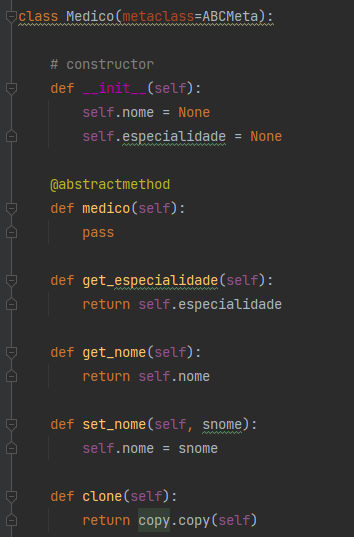 class Medico(metaclass=ABCMeta):
# constructor
def __init__(self):
self.nome = None
self.especialidade = None
@abstractmethod
def medico(self):
pass
def get_especialidade(self):
return self.especialidade
def get_nome(self):
return self.nome
def set_nome(self, snome):
self.nome = snome
def clone(self):
return copy.copy(self)